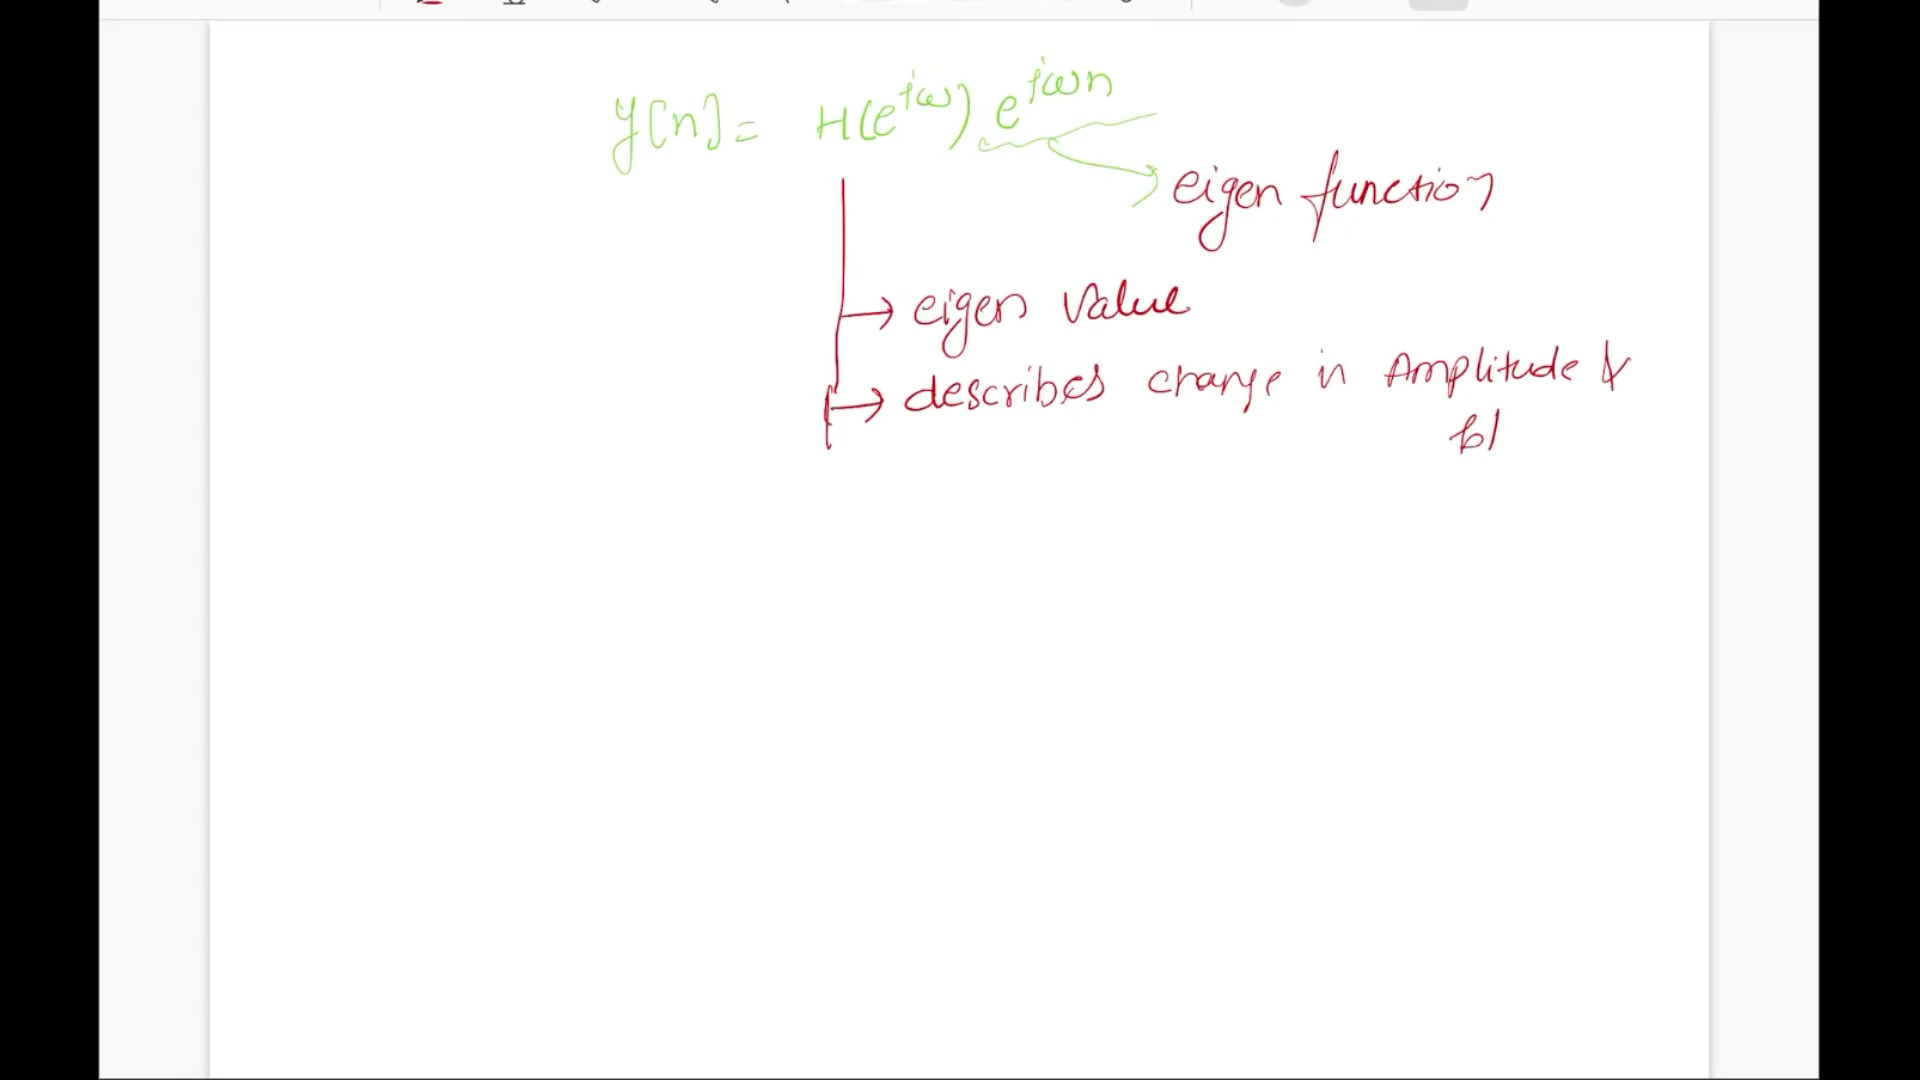 y[n] = H(e^{jω}) e^{jωn}
eigen function
→ eigen value
→ describes change in Amplitude &